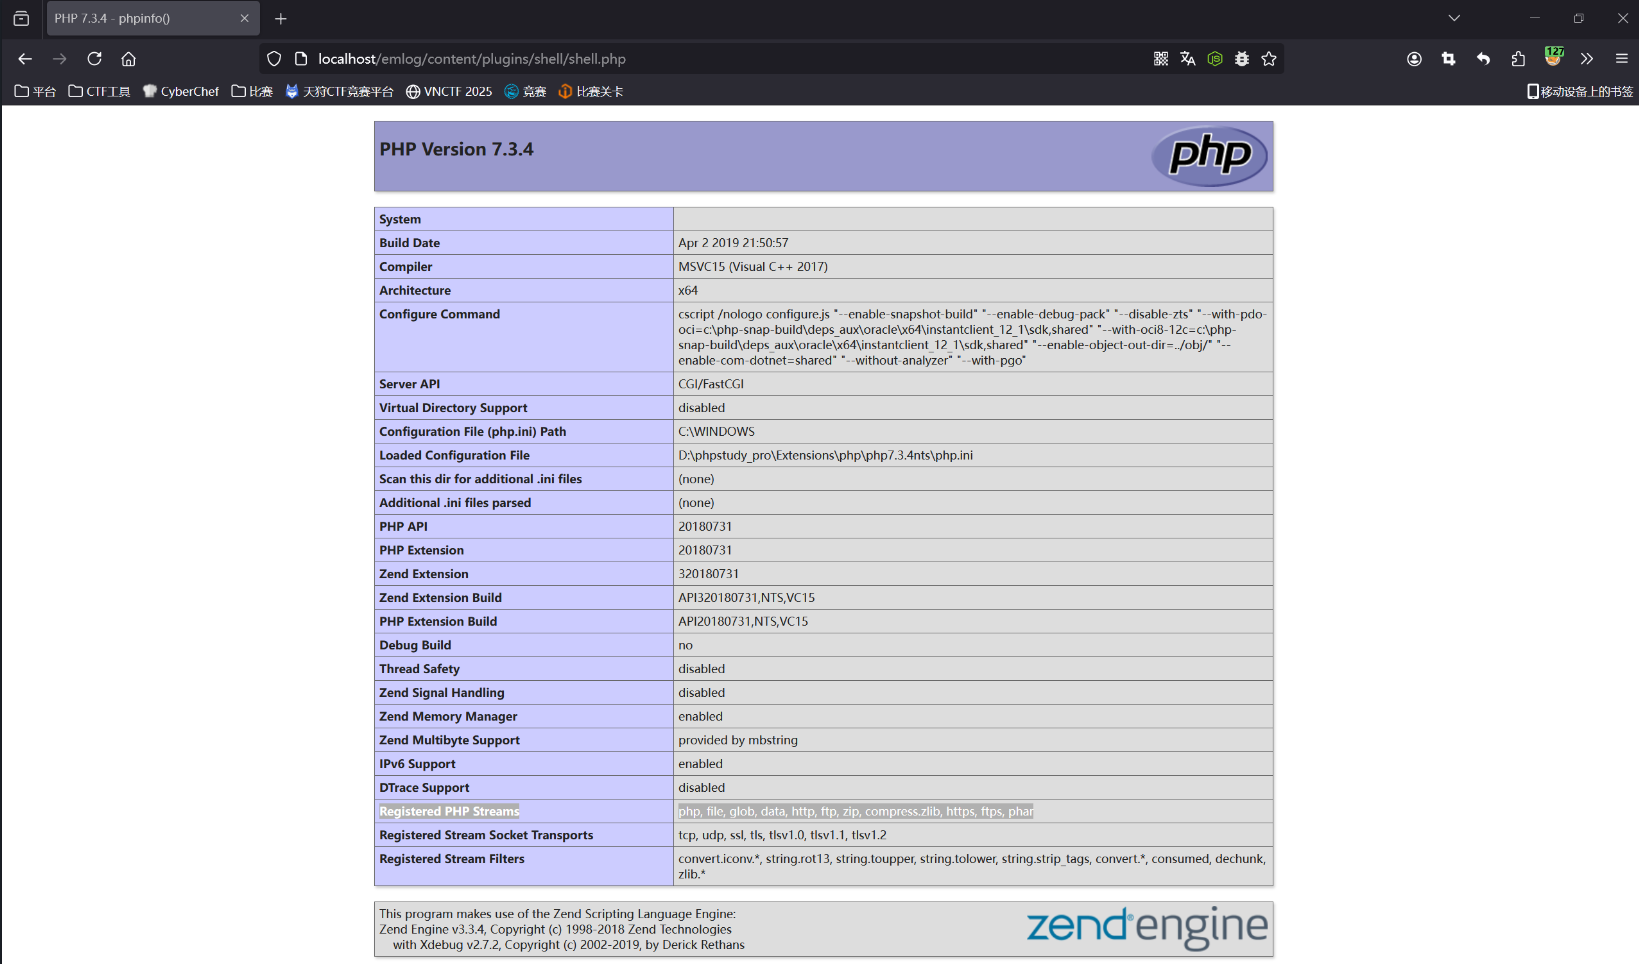 PHP 7.3.4 - phpinfo()
localhost/emlog/content/plugins/shell/shell.php
127
平台 CTF工具 CyberChef 比赛 天狩CTF竞赛平台 VNCTF 2025 竞赛 比赛关卡 移动设备上的书签
PHP Version 7.3.4
php
System
Build Date Apr 2 2019 21:50:57
Compiler MSVC15 (Visual C++ 2017)
Architecture x64
Configure Command cscript /nologo configure.js "--enable-snapshot-build" "--enable-debug-pack" "--disable-zts" "--with-pdo-
oci=c:\php-snap-build\deps_aux\oracle\x64\instantclient_12_1\sdk,shared" "--with-oci8-12c=c:\php-
snap-build\deps_aux\oracle\x64\instantclient_12_1\sdk,shared" "--enable-object-out-dir=../obj/" "--
enable-com-dotnet=shared" "--without-analyzer" "--with-pgo"
Server API CGI/FastCGI
Virtual Directory Support disabled
Configuration File (php.ini) Path C:\WINDOWS
Loaded Configuration File D:\phpstudy_pro\Extensions\php\php7.3.4nts\php.ini
Scan this dir for additional .ini files (none)
Additional .ini files parsed (none)
PHP API 20180731
PHP Extension 20180731
Zend Extension 320180731
Zend Extension Build API320180731,NTS,VC15
PHP Extension Build API20180731,NTS,VC15
Debug Build no
Thread Safety disabled
Zend Signal Handling disabled
Zend Memory Manager enabled
Zend Multibyte Support provided by mbstring
IPv6 Support enabled
DTrace Support disabled
Registered PHP Streams php, file, glob, data, http, ftp, zip, compress.zlib, https, ftps, phar
Registered Stream Socket Transports tcp, udp, ssl, tls, tlsv1.0, tlsv1.1, tlsv1.2
Registered Stream Filters convert.iconv.*, string.rot13, string.toupper, string.tolower, string.strip_tags, convert.*, consumed, dechunk,
zlib.*
This program makes use of the Zend Scripting Language Engine:
Zend Engine v3.3.4, Copyright (c) 1998-2018 Zend Technologies
with Xdebug v2.7.2, Copyright (c) 2002-2019, by Derick Rethans
zend®engine